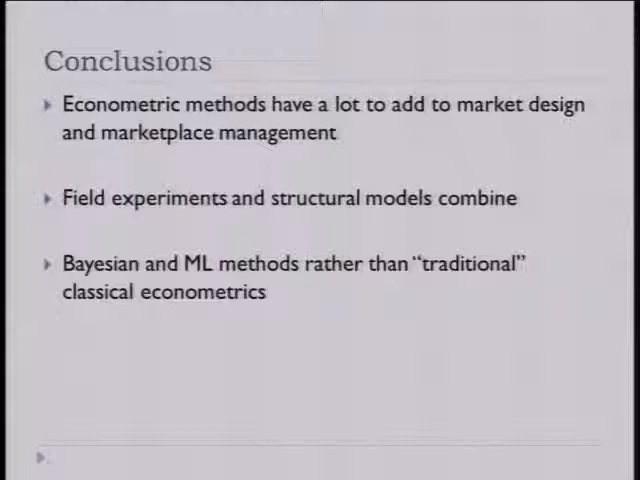 Conclusions
Econometric methods have a lot to add to market design
and marketplace management
Field experiments and structural models combine
Bayesian and ML methods rather than “traditional”
classical econometrics